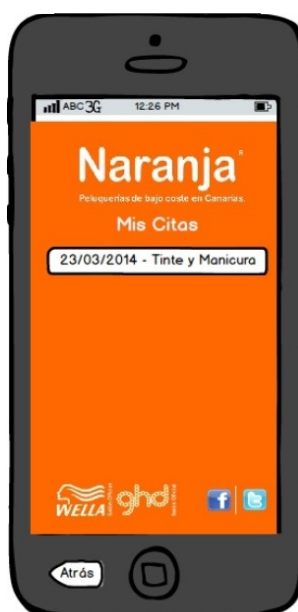 ABC 3G 12:26 PM
Naranja
Peluquerías de bajo coste en Canarias.
Mis Citas
23/03/2014 - Tinte y Manicura
WELLA ghd
Atrás